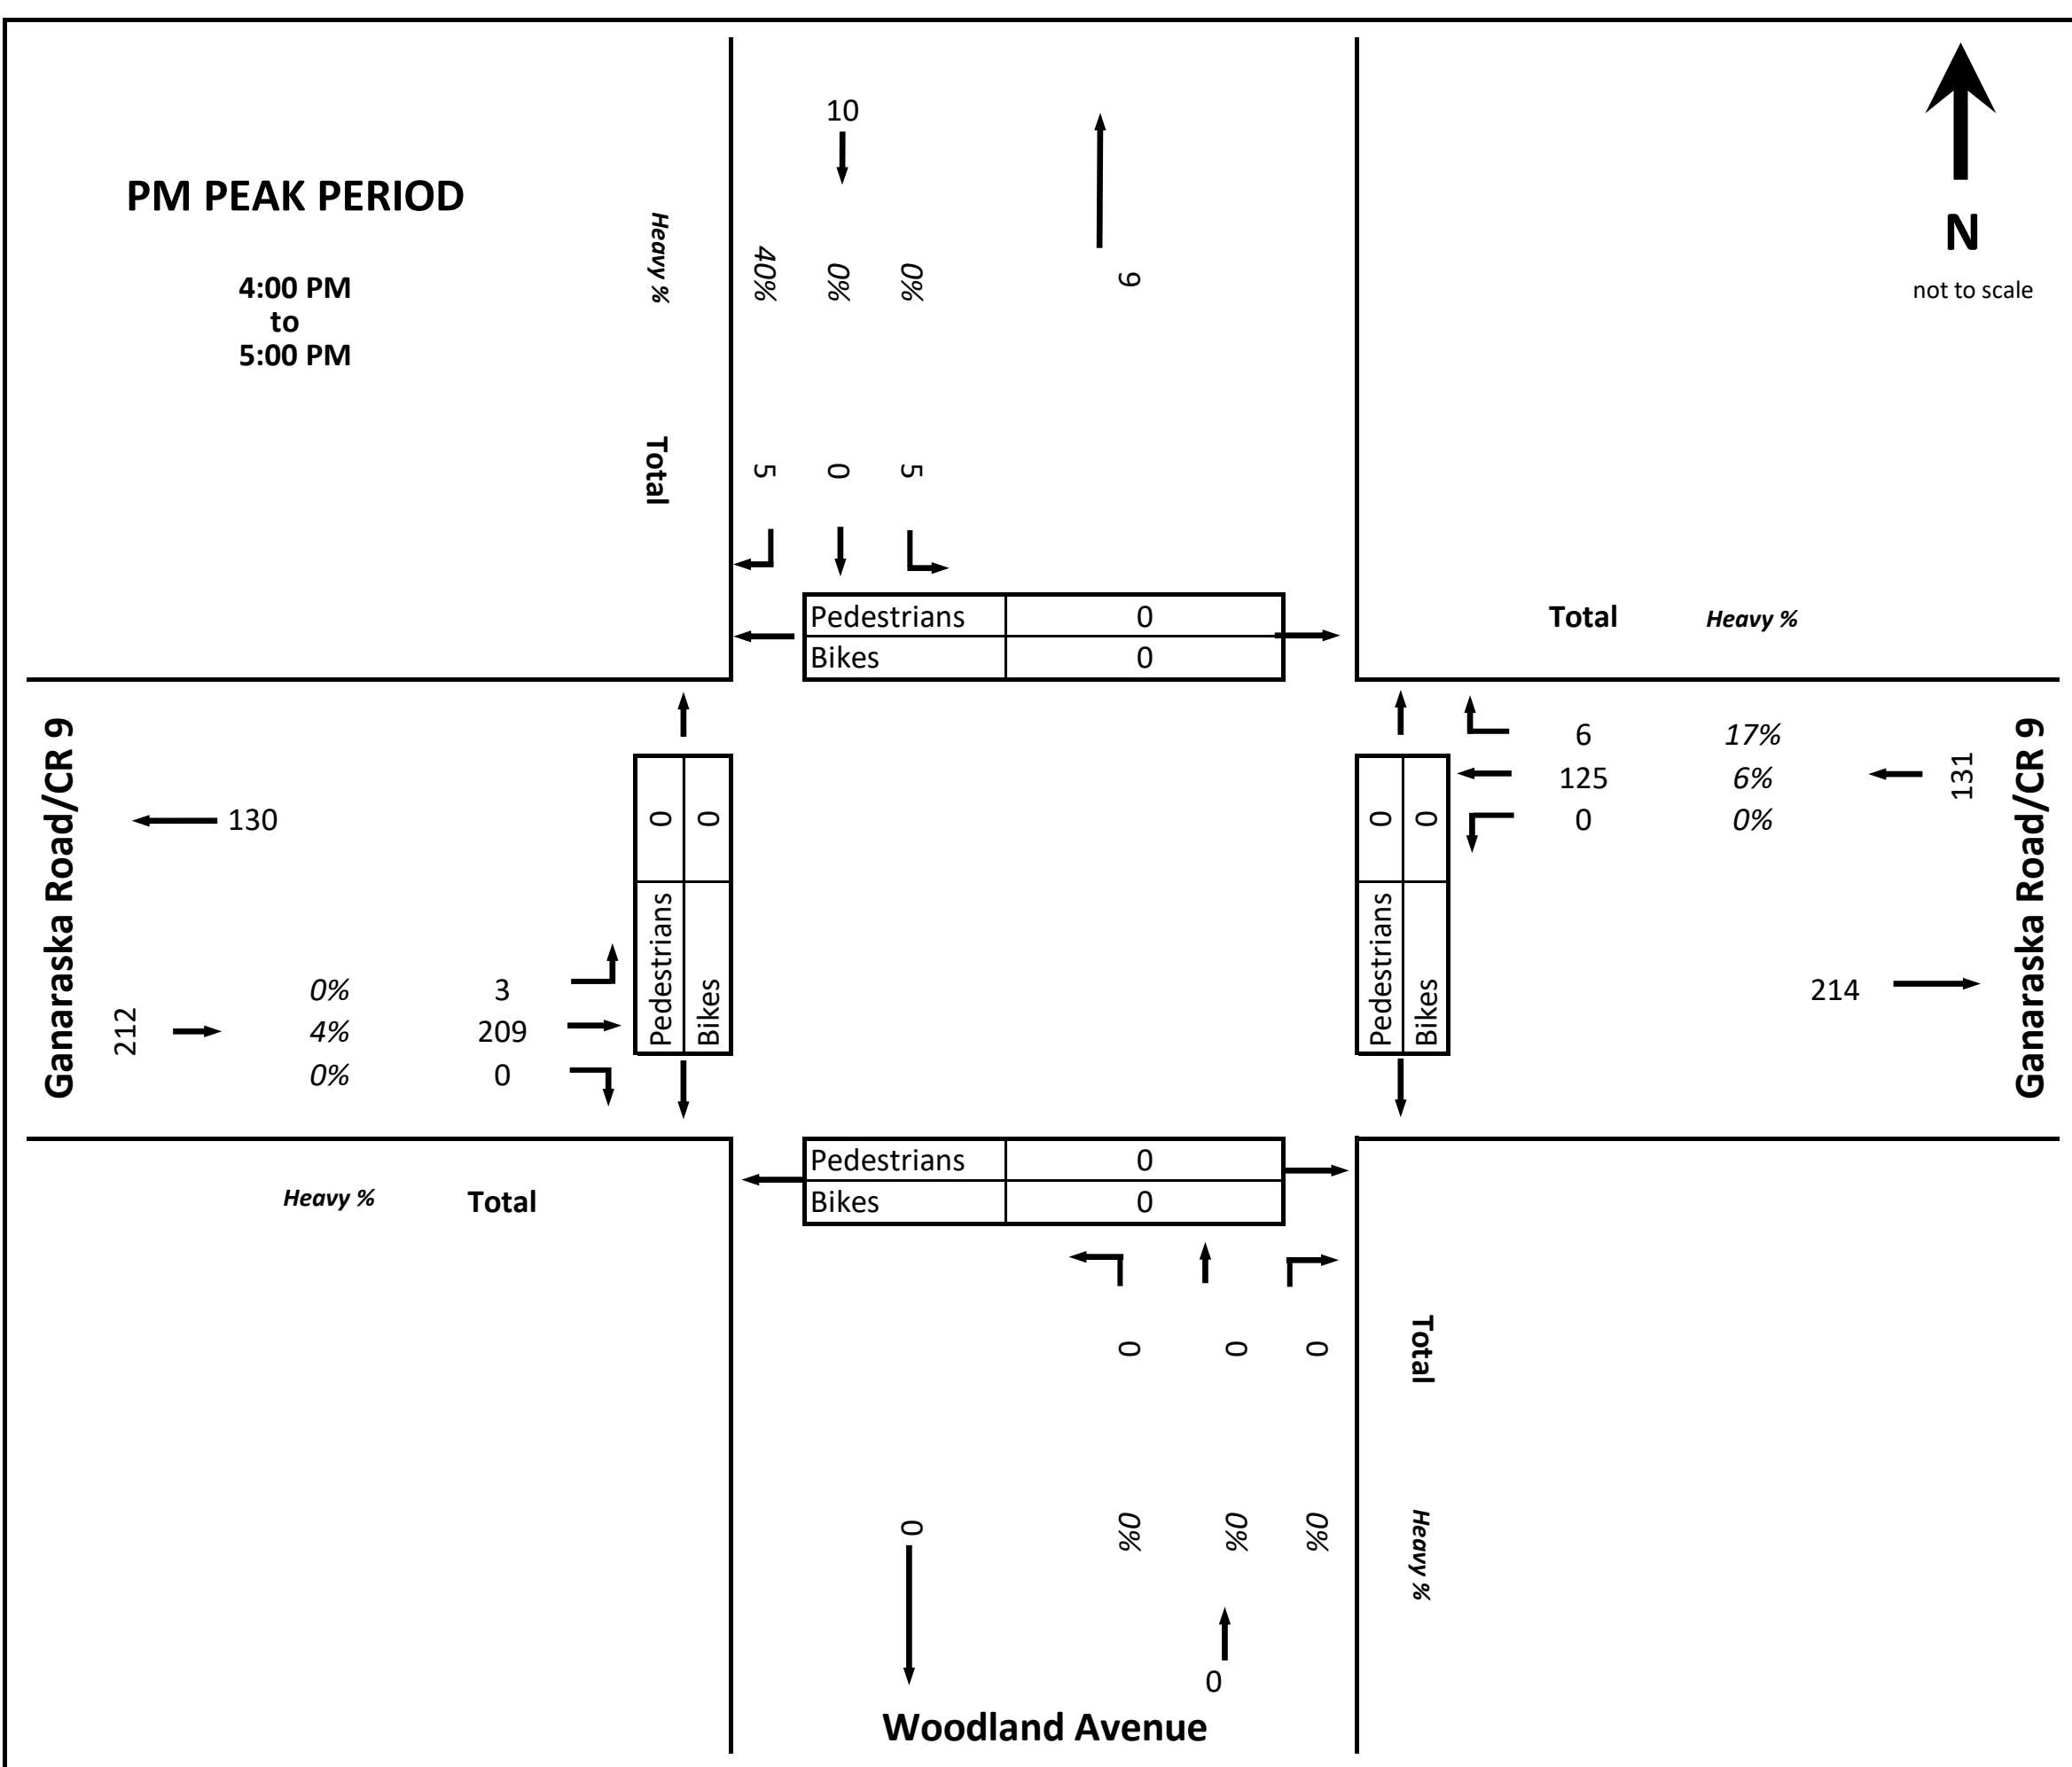 10
PM PEAK PERIOD
N
not to scale
4:00 PM
to
5:00 PM
Heavy %
40%
0%
0%
9
Total
5
0
5
Pedestrians 0
Bikes 0
Total Heavy %
Ganaraska Road/CR 9
130
0 0
Pedestrians
Bikes
212
0% 3
4% 209
0% 0
Heavy % Total
0 0
Pedestrians
Bikes
6 17%
125 6%
0 0%
131
214
Ganaraska Road/CR 9
Pedestrians 0
Bikes 0
0
0
0
Total
0
0%
0%
0%
Heavy %
0
Woodland Avenue